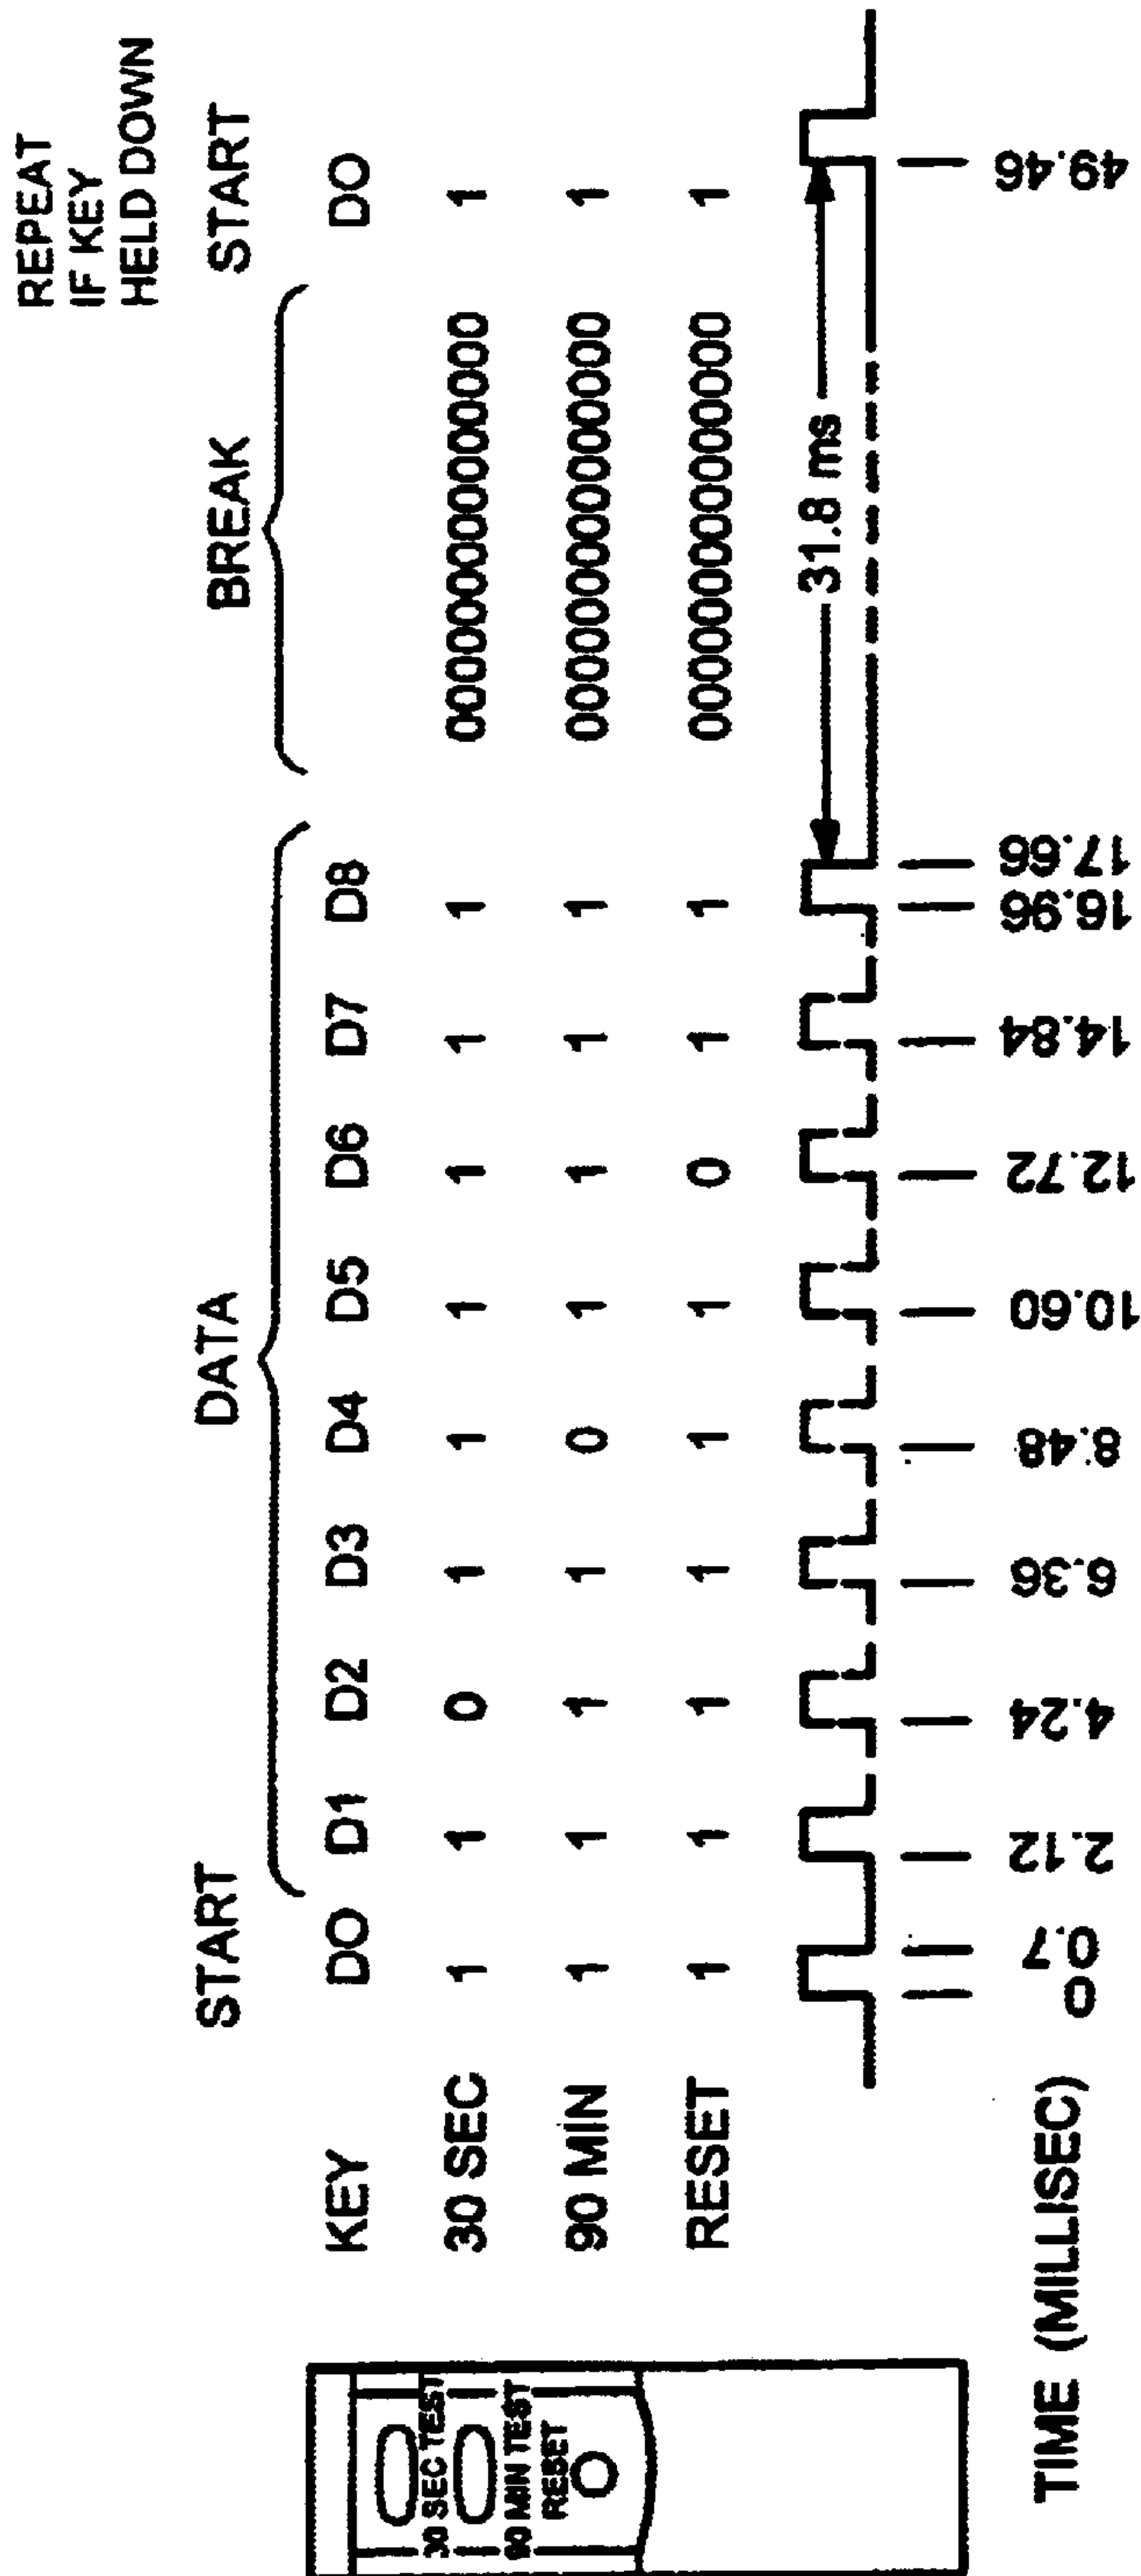 REPEAT
IF KEY
HELD DOWN
START DATA BREAK START
KEY DO D1 D2 D3 D4 D5 D6 D7 D8 DO
30 SEC 1 1 0 1 1 1 1 1 1 0000000000000000 1
90 MIN 1 1 1 1 0 1 1 1 1 0000000000000000 1
RESET 1 1 1 1 1 1 0 1 1 0000000000000000 1
30 SEC TEST
90 MIN TEST
RESET
31.8 ms
TIME (MILLISEC) 0 0.7 2.12 4.24 6.36 8.48 10.60 12.72 14.84 16.96 17.66 49.46